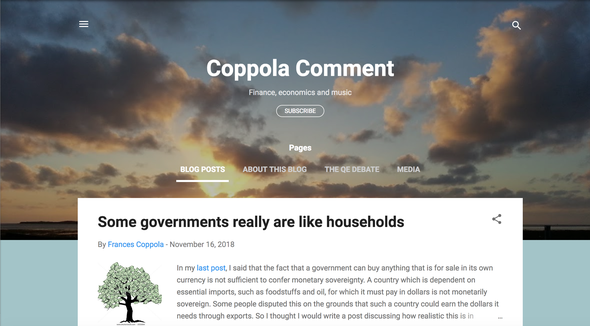 Coppola Comment
Finance, economics and music
SUBSCRIBE
Pages
BLOG POSTS ABOUT THIS BLOG THE QE DEBATE MEDIA
Some governments really are like households
By Frances Coppola - November 16, 2018
In my last post, I said that the fact that a government can buy anything that is for sale in its own
currency is not sufficient to confer monetary sovereignty. A country which is dependent on
essential imports, such as foodstuffs and oil, for which it must pay in dollars is not monetarily
sovereign. Some people disputed this on the grounds that such a country could earn the dollars it
needs through exports. So I thought I would write a post discussing how realistic this is in …